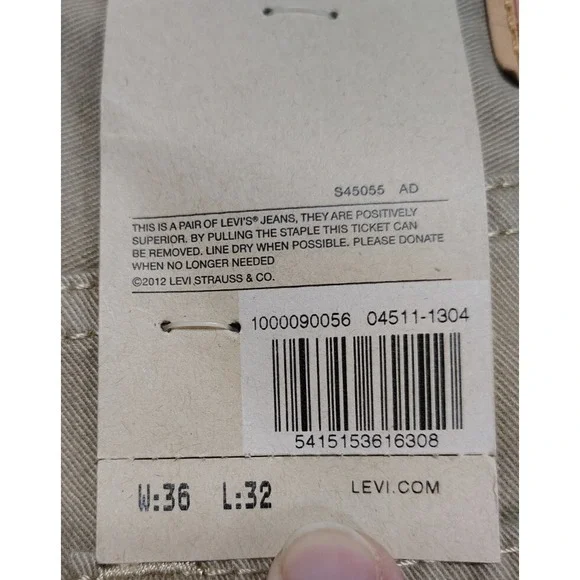 S45055 AD
THIS IS A PAIR OF LEVI'S® JEANS, THEY ARE POSITIVELY
SUPERIOR. BY PULLING THE STAPLE THIS TICKET CAN
BE REMOVED. LINE DRY WHEN POSSIBLE. PLEASE DONATE
WHEN NO LONGER NEEDED
©2012 LEVI STRAUSS & CO.
1000090056 04511-1304
5415153616308
W:36 L:32 LEVI.COM